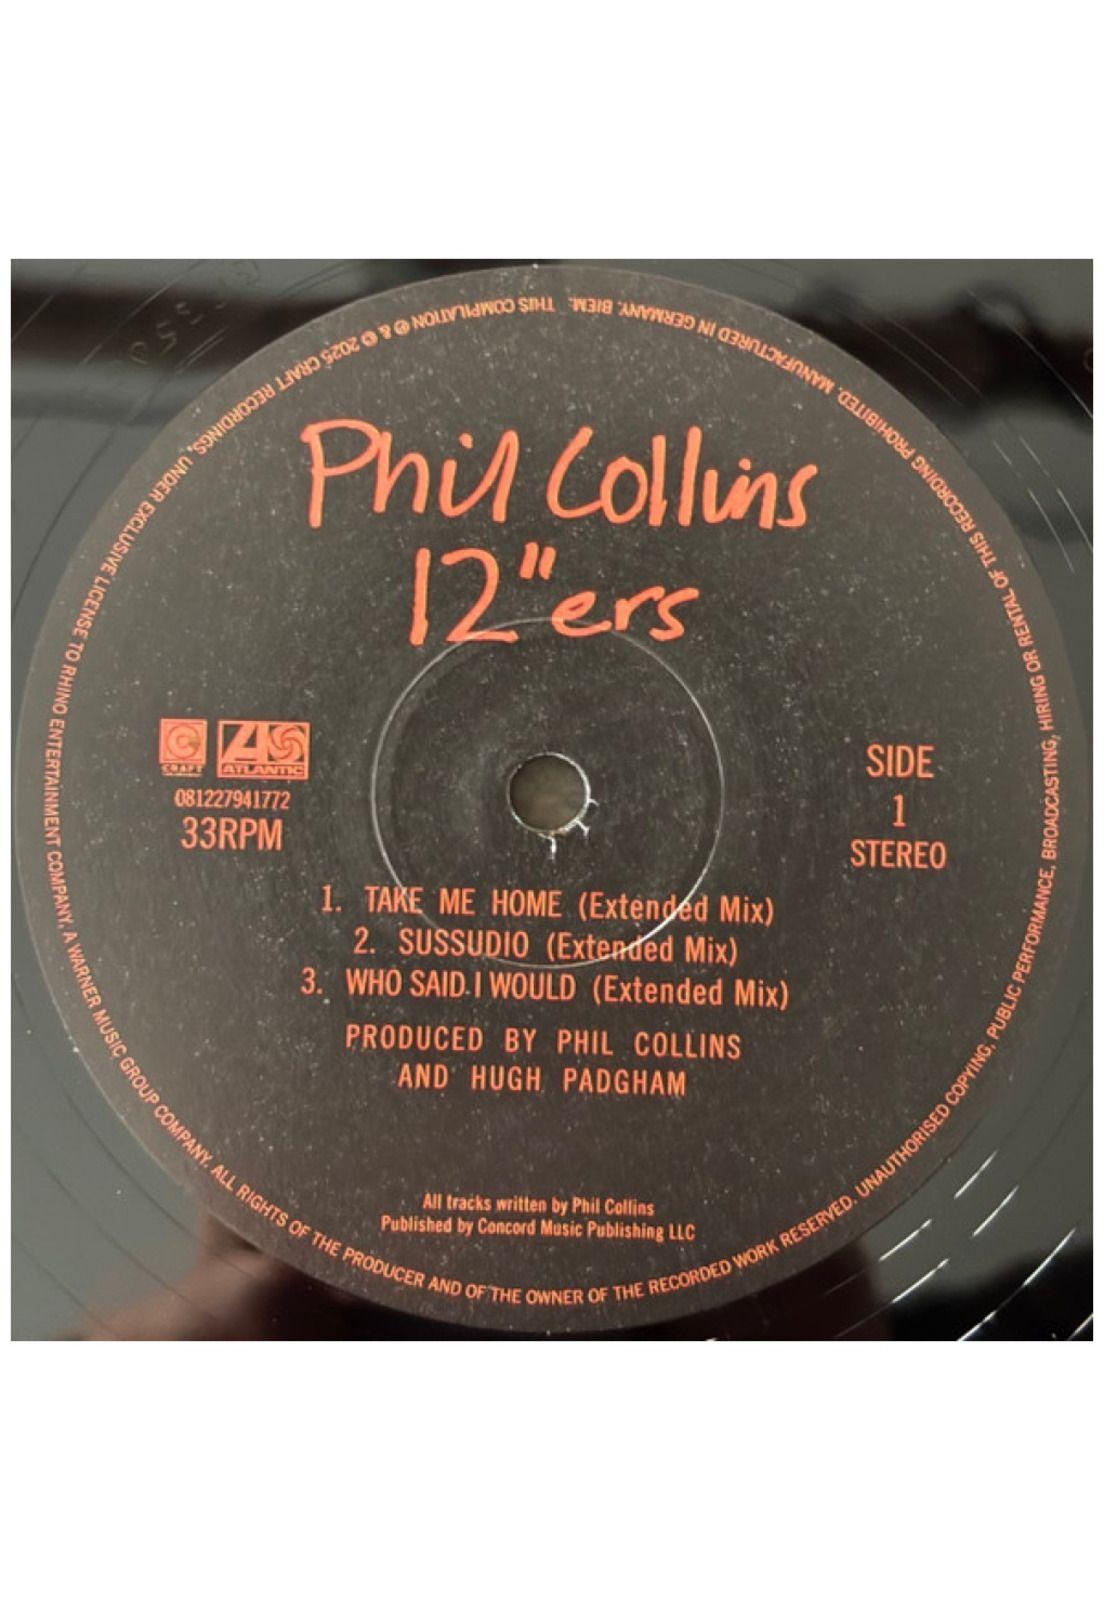 Phil Collins
12"ers
C
CRAFT
ATLANTIC
081227941772
33RPM
SIDE
1
STEREO
1. TAKE ME HOME (Extended Mix)
2. SUSSUDIO (Extended Mix)
3. WHO SAID I WOULD (Extended Mix)
PRODUCED BY PHIL COLLINS
AND HUGH PADGHAM
All tracks written by Phil Collins
Published by Concord Music Publishing LLC
THIS COMPILATION ℗ & © 2025 CRAFT RECORDINGS, UNDER EXCLUSIVE LICENSE TO RHINO ENTERTAINMENT COMPANY, A WARNER MUSIC GROUP COMPANY. ALL RIGHTS OF THE PRODUCER AND OF THE OWNER OF THE RECORDED WORK RESERVED. UNAUTHORISED COPYING, PUBLIC PERFORMANCE, BROADCASTING, HIRING OR RENTAL OF THIS RECORDING PROHIBITED. MANUFACTURED IN GERMANY. BIEM.